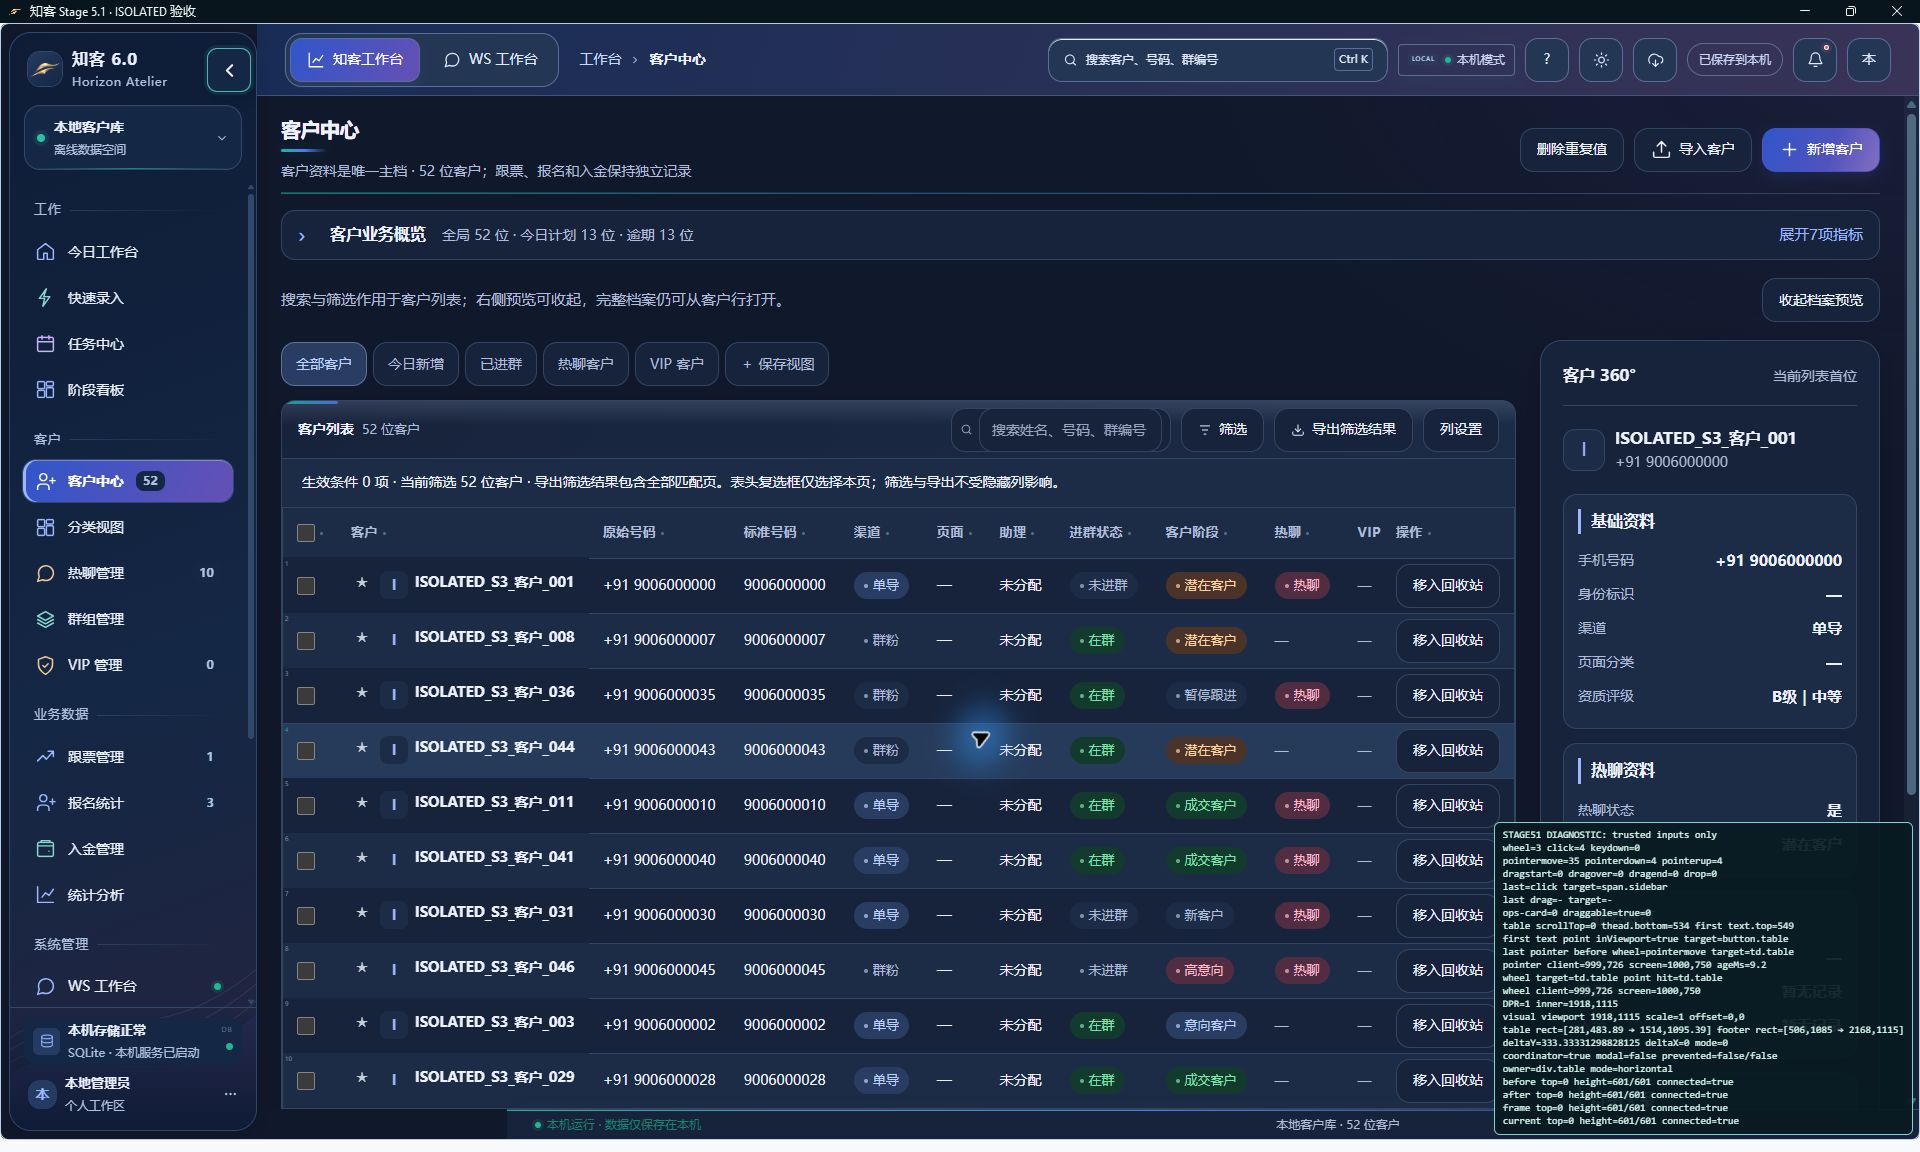 知客 Stage 5.1 · ISOLATED 验收
知客 6.0
Horizon Atelier
知客工作台
WS 工作台
工作台 › 客户中心
搜索客户、号码、群编号
Ctrl K
LOCAL 本机模式
?
已保存到本机
本
本地客户库
离线数据空间
工作
今日工作台
快速录入
任务中心
阶段看板
客户
客户中心 52
分类视图
热聊管理 10
群组管理
VIP 管理 0
业务数据
跟票管理 1
报名统计 3
入金管理
统计分析
系统管理
WS 工作台
本机存储正常 DB
SQLite · 本机服务已启动
本
本地管理员
个人工作区
···
客户中心
客户资料是唯一主档 · 52 位客户；跟票、报名和入金保持独立记录
删除重复值
导入客户
新增客户
客户业务概览 全局 52 位 · 今日计划 13 位 · 逾期 13 位
展开7项指标
搜索与筛选作用于客户列表；右侧预览可收起，完整档案仍可从客户行打开。
收起档案预览
全部客户
今日新增
已进群
热聊客户
VIP 客户
+ 保存视图
客户列表 52 位客户
搜索姓名、号码、群编号
筛选
导出筛选结果
列设置
生效条件 0 项 · 当前筛选 52 位客户 · 导出筛选结果包含全部匹配页。表头复选框仅选择本页；筛选与导出不受隐藏列影响。
客户 原始号码 标准号码 渠道 页面 助理 进群状态 客户阶段 热聊 VIP 操作
1 ★ I ISOLATED_S3_客户_001 +91 9006000000 9006000000 单导 — 未分配 未进群 潜在客户 热聊 — 移入回收站
2 ★ I ISOLATED_S3_客户_008 +91 9006000007 9006000007 群粉 — 未分配 在群 潜在客户 — — 移入回收站
3 ★ I ISOLATED_S3_客户_036 +91 9006000035 9006000035 群粉 — 未分配 在群 暂停跟进 热聊 — 移入回收站
4 ★ I ISOLATED_S3_客户_044 +91 9006000043 9006000043 群粉 — 未分配 在群 潜在客户 — — 移入回收站
5 ★ I ISOLATED_S3_客户_011 +91 9006000010 9006000010 单导 — 未分配 在群 成交客户 热聊 — 移入回收站
6 ★ I ISOLATED_S3_客户_041 +91 9006000040 9006000040 单导 — 未分配 在群 成交客户 热聊 — 移入回收站
7 ★ I ISOLATED_S3_客户_031 +91 9006000030 9006000030 单导 — 未分配 未进群 新客户 热聊 — 移入回收站
8 ★ I ISOLATED_S3_客户_046 +91 9006000045 9006000045 群粉 — 未分配 未进群 高意向 热聊 — 移入回收站
9 ★ I ISOLATED_S3_客户_003 +91 9006000002 9006000002 单导 — 未分配 在群 意向客户 — — 移入回收站
10 ★ I ISOLATED_S3_客户_029 +91 9006000028 9006000028 单导 — 未分配 在群 成交客户 — — 移入回收站
客户 360° 当前列表首位
I
ISOLATED_S3_客户_001
+91 9006000000
基础资料
手机号码 +91 9006000000
身份标识 —
渠道 单导
页面分类 —
资质评级 B级 | 中等
热聊资料
热聊状态 是
潜在客户
暂无记录
STAGE51 DIAGNOSTIC: trusted inputs only
wheel=3 click=4 keydown=0
pointermove=35 pointerdown=4 pointerup=4
dragstart=0 dragover=0 dragend=0 drop=0
last=click target=span.sidebar
last drag=- target=-
ops-card=0 draggable=true=0
table scrollTop=0 thead.bottom=534 first text.top=549
first text point inViewport=true target=button.table
last pointer before wheel=pointermove target=td.table
pointer client=999,726 screen=1000,750 ageMs=9.2
wheel target=td.table point hit=td.table
wheel client=999,726 screen=1000,750
DPR=1 inner=1918,1115
visual viewport 1918,1115 scale=1 offset=0,0
table rect=[281,483.89 → 1514,1095.39] footer rect=[506,1085 → 2168,1115]
deltaY=333.33331298828125 deltaX=0 mode=0
coordinator=true modal=false prevented=false/false
owner=div.table mode=horizontal
before top=0 height=601/601 connected=true
after top=0 height=601/601 connected=true
frame top=0 height=601/601 connected=true
current top=0 height=601/601 connected=true
本机运行 · 数据仅保存在本机
本地客户库 · 52 位客户